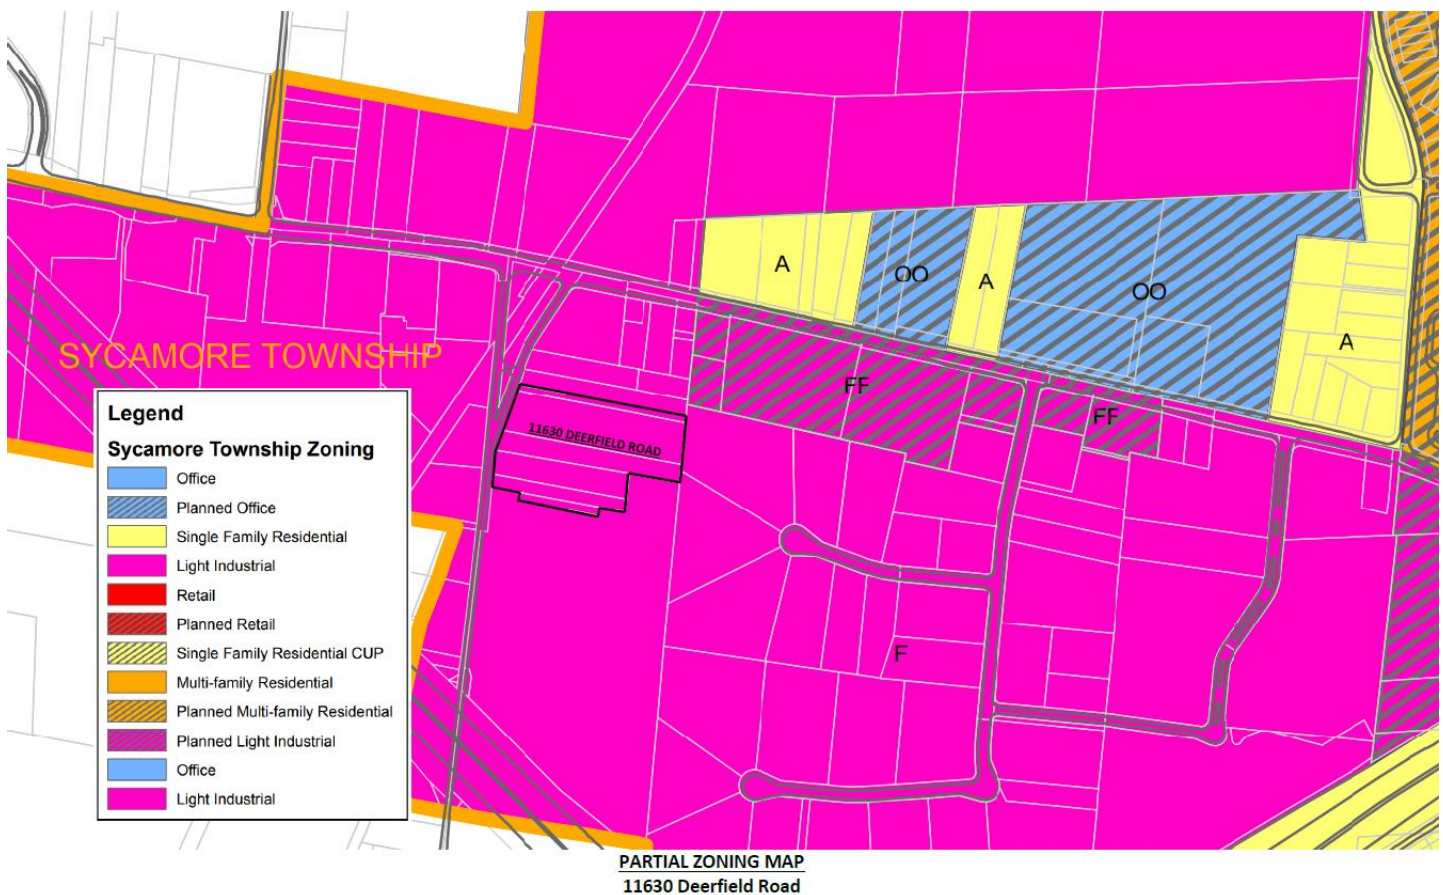 A
OO
A
OO
A
SYCAMORE TOWNSHIP
FF
FF
11630 DEERFIELD ROAD
F
Legend
Sycamore Township Zoning
Office
Planned Office
Single Family Residential
Light Industrial
Retail
Planned Retail
Single Family Residential CUP
Multi-family Residential
Planned Multi-family Residential
Planned Light Industrial
Office
Light Industrial
PARTIAL ZONING MAP
11630 Deerfield Road